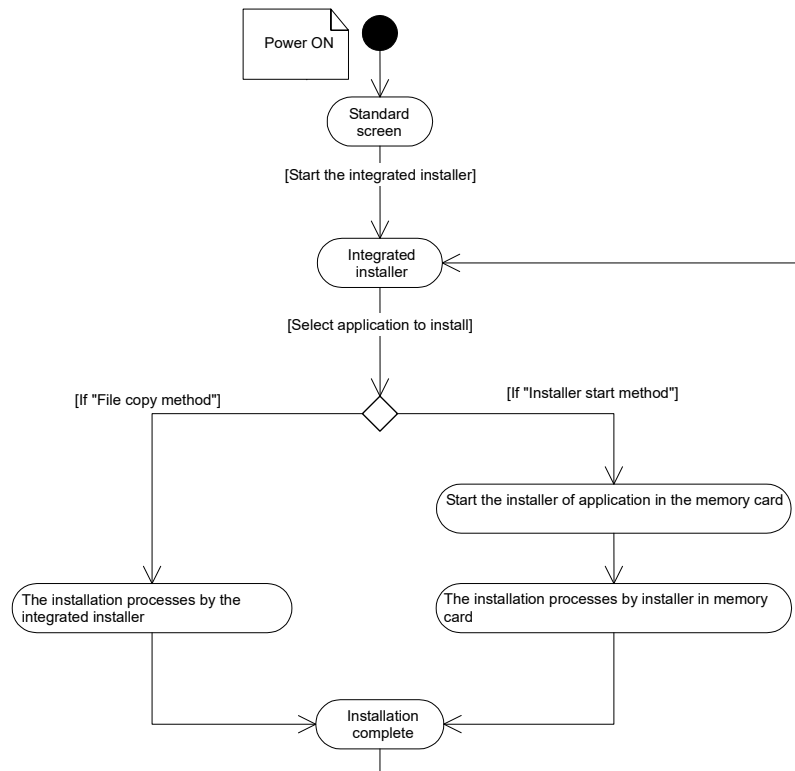 Power ON
Standard
screen
[Start the integrated installer]
Integrated
installer
[Select application to install]
[If "File copy method"]
[If "Installer start method"]
Start the installer of application in the memory card
The installation processes by the
integrated installer
The installation processes by installer in memory
card
Installation
complete